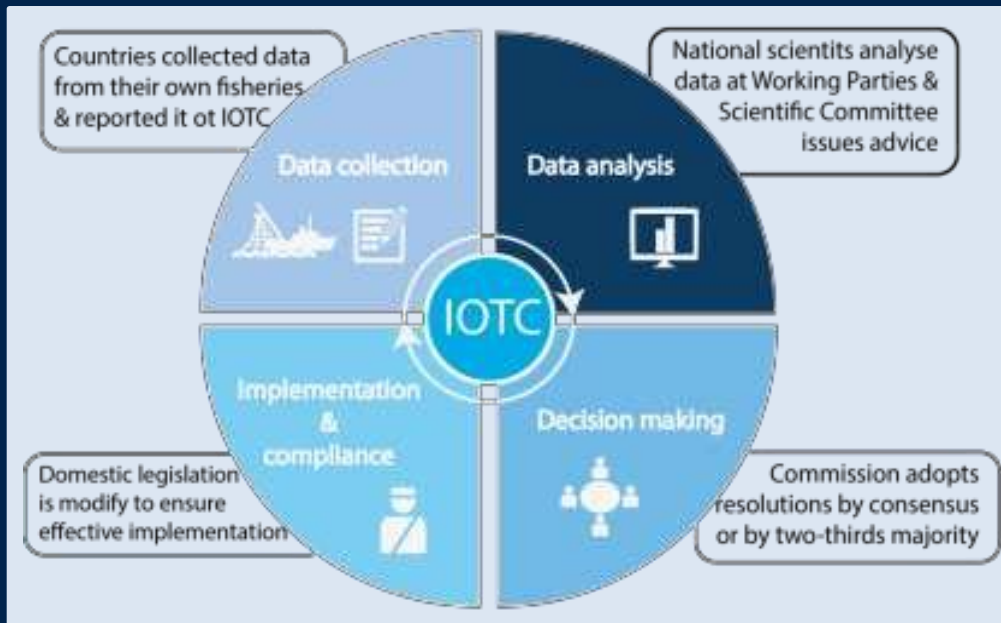 Countries collected data
from their own fisheries
& reported it ot IOTC
National scientits analyse
data at Working Parties &
Scientific Committee
issues advice
Data collection
Data analysis
IOTC
Implementation
&
compliance
Decision making
Domestic legislation
is modify to ensure
effective implementation
Commission adopts
resolutions by consensus
or by two-thirds majority